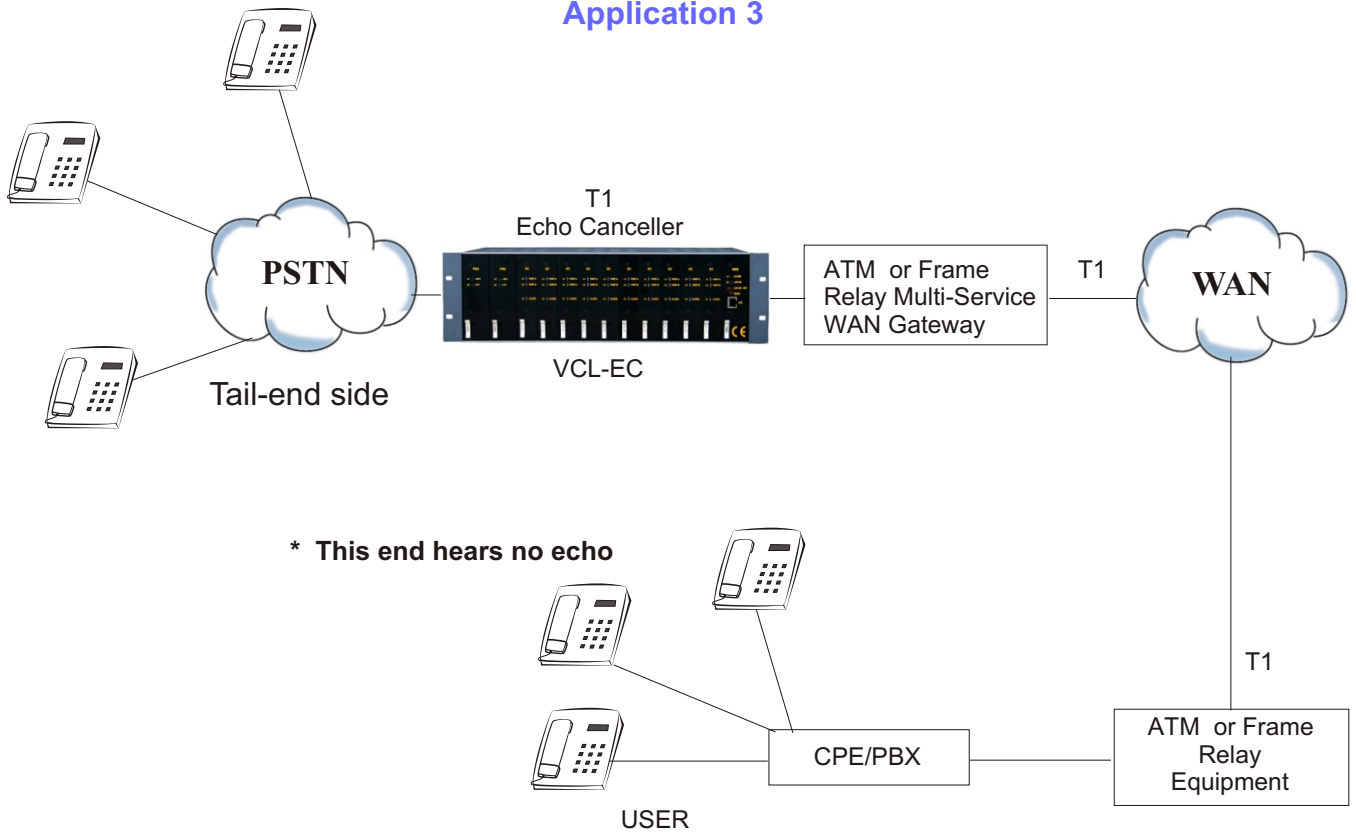 Application 3
T1
Echo Canceller
PSTN
ATM or Frame
Relay Multi-Service
WAN Gateway
T1
WAN
VCL-EC
Tail-end side
* This end hears no echo
T1
CPE/PBX
ATM or Frame
Relay
Equipment
USER